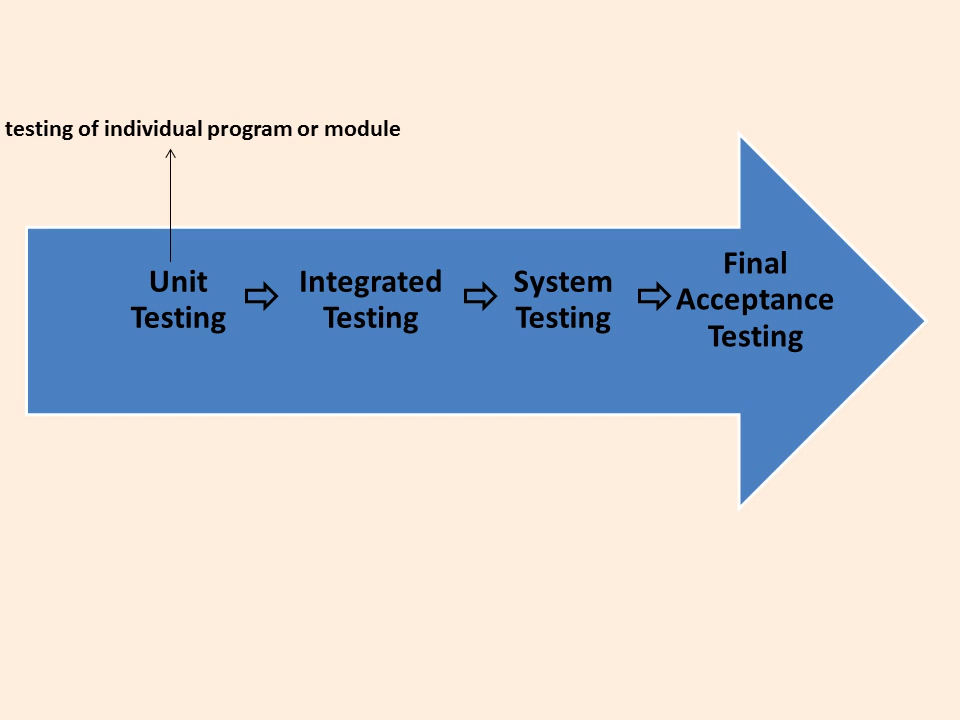 testing of individual program or module
Unit
Testing
Integrated
Testing
System
Testing
Final
Acceptance
Testing